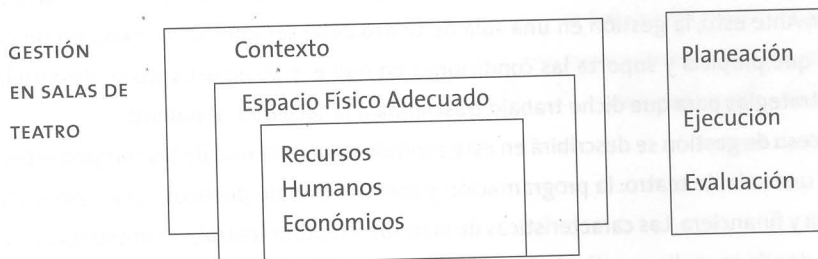 GESTIÓN
EN SALAS DE
TEATRO
Contexto
Espacio Físico Adecuado
Recursos
Humanos
Económicos
Planeación
Ejecución
Evaluación